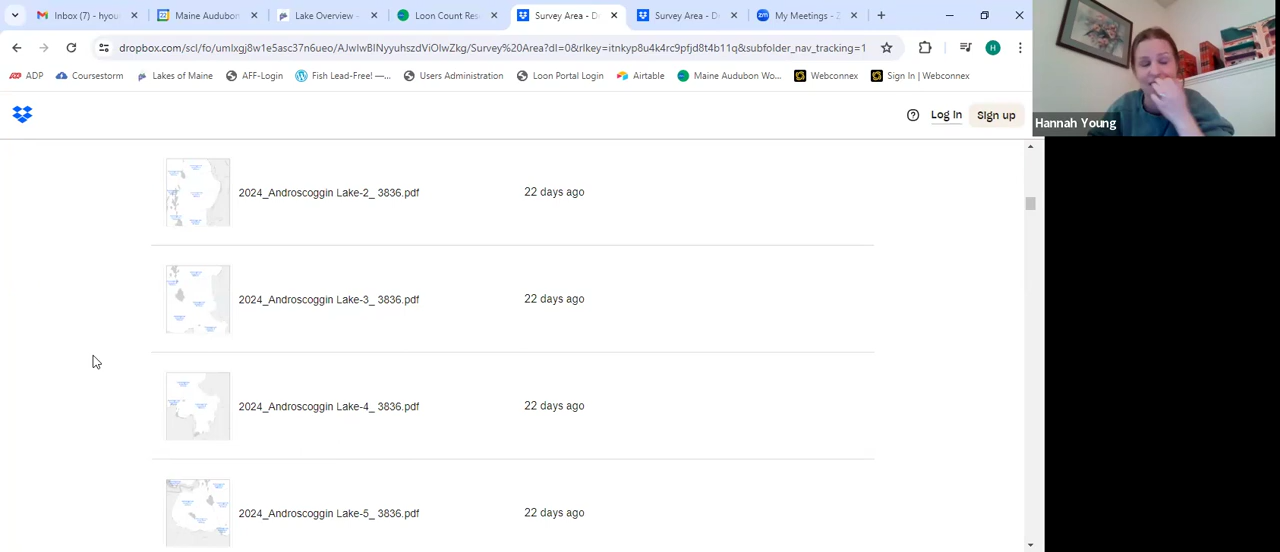 Inbox (7) - hyou
Maine Audubon
Lake Overview -
Loon Count Res
Survey Area - D
Survey Area - D
My Meetings - Z
dropbox.com/scl/fo/
Survey%20Area?dl=0&rlkey=itnkyp8u4k4rc9pfjd8t4b11q&subfolder_nav_tracking=1
H
ADP
Coursestorm
Lakes of Maine
AFF-Login
Fish Lead-Free! —...
Users Administration
Loon Portal Login
Airtable
Maine Audubon Wo...
Webconnex
Sign In | Webconnex
Log in
Sign up
Hannah Young
2024_Androscoggin Lake-2_ 3836.pdf 22 days ago
2024_Androscoggin Lake-3_ 3836.pdf 22 days ago
2024_Androscoggin Lake-4_ 3836.pdf 22 days ago
2024_Androscoggin Lake-5_ 3836.pdf 22 days ago